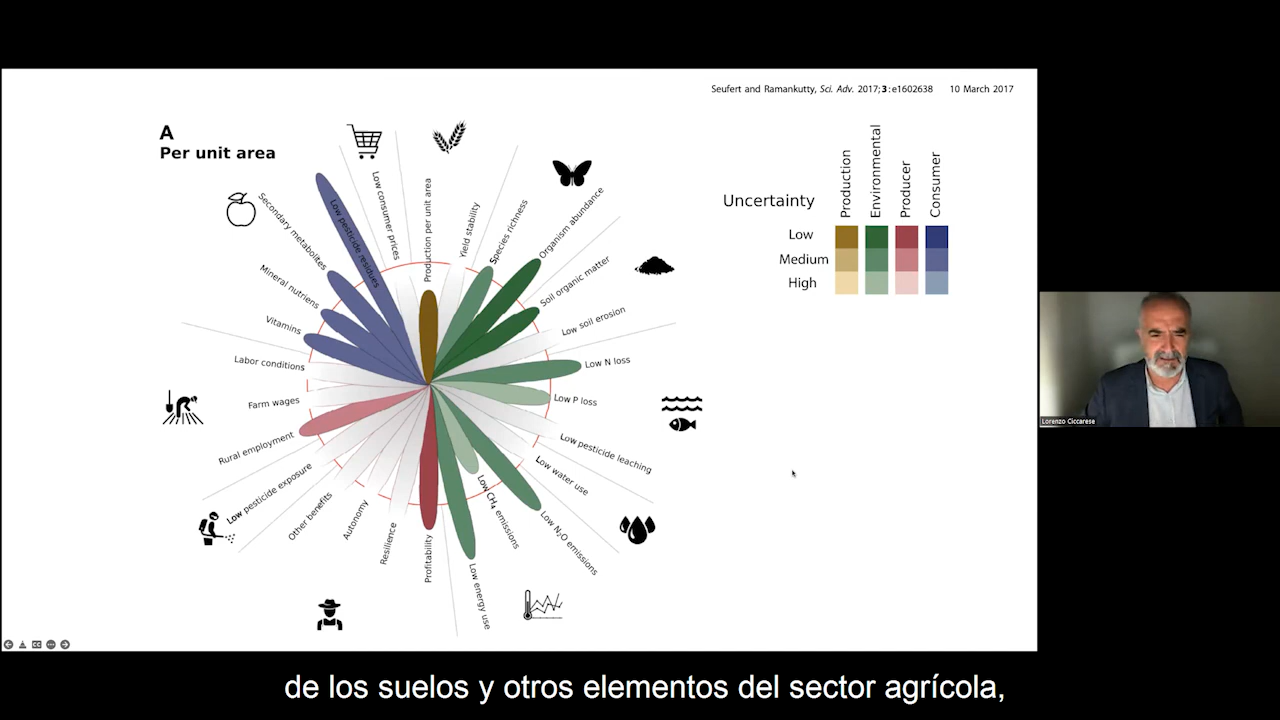 Seufert and Ramankutty, Sci. Adv. 2017;3:e1602638 10 March 2017
A
Per unit area
Low consumer prices
Production per unit area
Yield stability
Species richness
Organism abundance
Soil organic matter
Low soil erosion
Low N loss
Low P loss
Low pesticide leaching
Low water use
Low N₂O emissions
Low CH₄ emissions
Low energy use
Profitability
Resilience
Autonomy
Other benefits
Low pesticide exposure
Rural employment
Farm wages
Labor conditions
Vitamins
Mineral nutriens
Secondary metabolites
Low pesticide residues
Uncertainty
Production
Environmental
Producer
Consumer
Low
Medium
High
Lorenzo Ciccarese
de los suelos y otros elementos del sector agrícola,